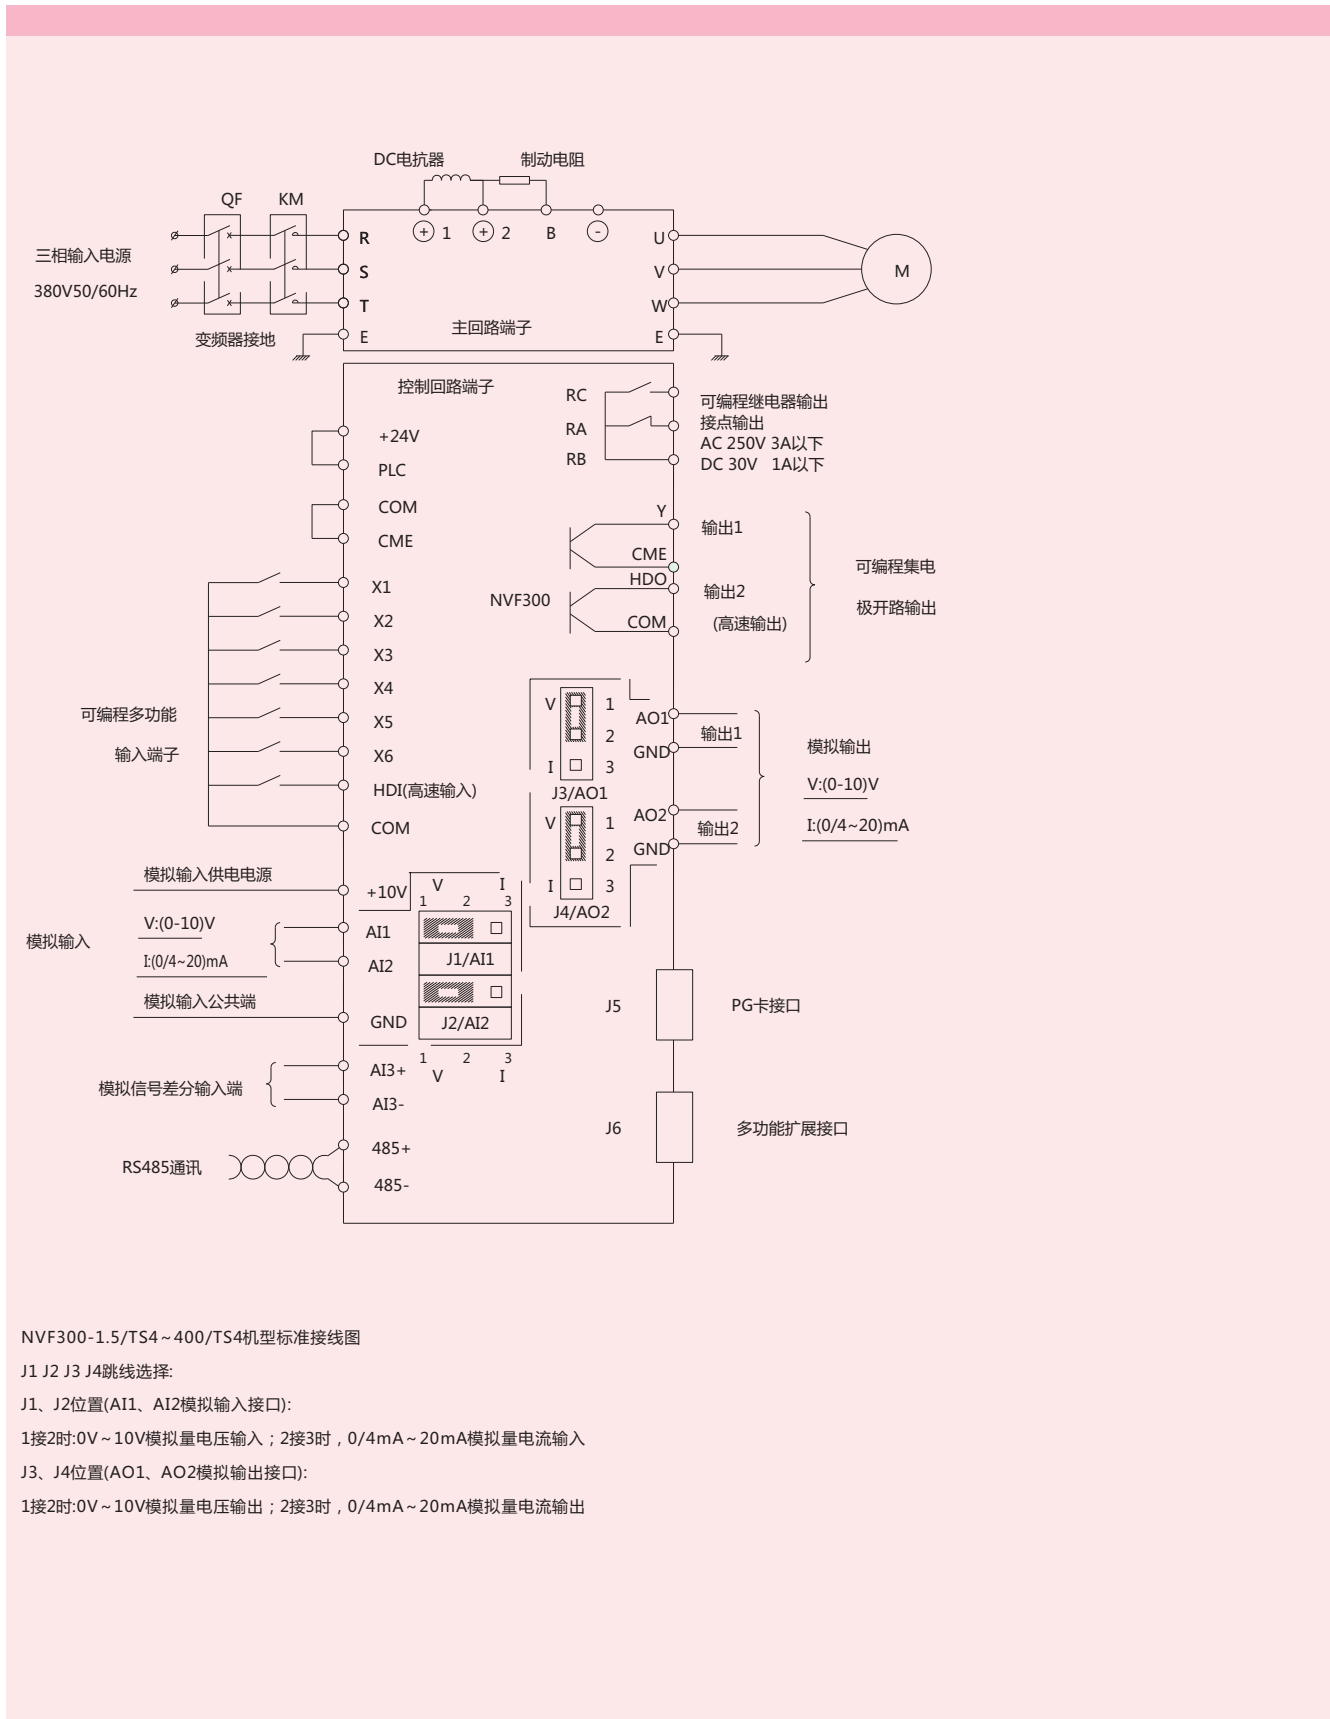 DC电抗器
制动电阻
QF
KM
+ 1
+ 2
B
-
R
S
T
E
U
V
W
E
M
三相输入电源
380V50/60Hz
变频器接地
主回路端子
控制回路端子
+24V
PLC
COM
CME
X1
X2
X3
X4
X5
X6
HDI(高速输入)
COM
可编程多功能
输入端子
RC
RA
RB
可编程继电器输出
接点输出
AC 250V 3A以下
DC 30V 1A以下
Y
CME
HDO
COM
NVF300
输出1
输出2
(高速输出)
可编程集电
极开路输出
V
1
2
I
3
J3/AO1
V
1
2
I
3
J4/AO2
AO1
GND
AO2
GND
输出1
输出2
模拟输出
V:(0-10)V
I:(0/4~20)mA
模拟输入供电电源
模拟输入
V:(0-10)V
I:(0/4~20)mA
模拟输入公共端
+10V
AI1
AI2
GND
V I
1 2 3
J1/AI1
J2/AI2
1 2 3
V I
模拟信号差分输入端
AI3+
AI3-
RS485通讯
485+
485-
J5
PG卡接口
J6
多功能扩展接口
NVF300-1.5/TS4~400/TS4机型标准接线图
J1 J2 J3 J4跳线选择:
J1、J2位置(AI1、AI2模拟输入接口):
1接2时:0V~10V模拟量电压输入；2接3时，0/4mA~20mA模拟量电流输入
J3、J4位置(AO1、AO2模拟输出接口):
1接2时:0V~10V模拟量电压输出；2接3时，0/4mA~20mA模拟量电流输出